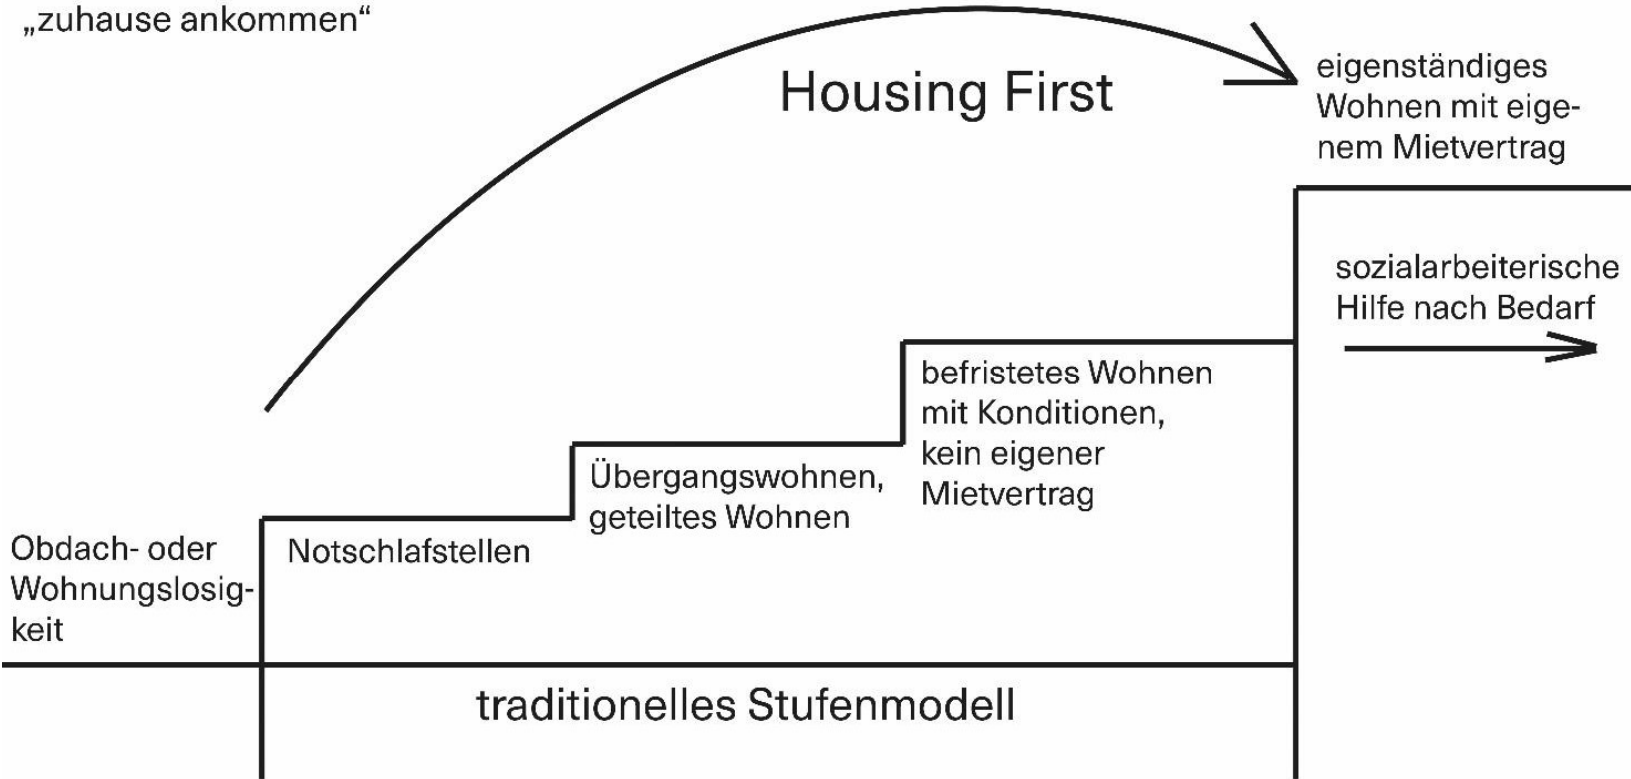 „zuhause ankommen“
Housing First
eigenständiges
Wohnen mit eige-
nem Mietvertrag
sozialarbeiterische
Hilfe nach Bedarf
befristetes Wohnen
mit Konditionen,
kein eigener
Mietvertrag
Übergangswohnen,
geteiltes Wohnen
Notschlafstellen
Obdach- oder
Wohnungslosig-
keit
traditionelles Stufenmodell